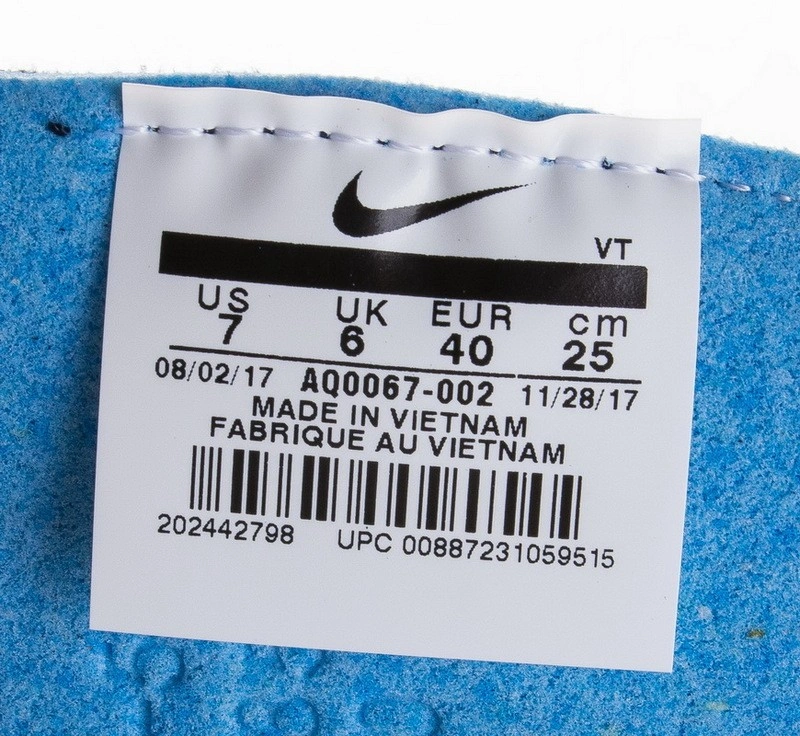 VT
US UK EUR cm
7 6 40 25
08/02/17 AQ0067-002 11/28/17
MADE IN VIETNAM
FABRIQUE AU VIETNAM
202442798 UPC 00887231059515